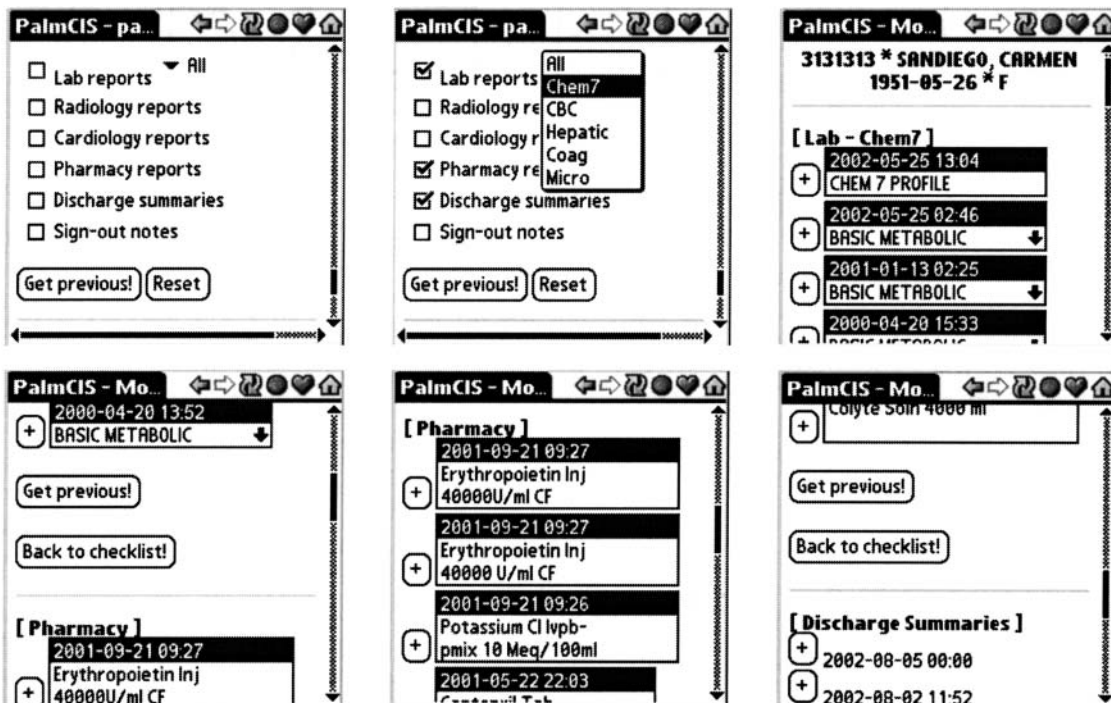 PalmCIS - pa...
Lab reports All
Radiology reports
Cardiology reports
Pharmacy reports
Discharge summaries
Sign-out notes
Get previous! Reset
PalmCIS - pa...
Lab reports
All
Chem7
CBC
Hepatic
Coag
Micro
Radiology re
Cardiology r
Pharmacy re
Discharge summaries
Sign-out notes
Get previous! Reset
PalmCIS - Mo...
3131313 * SANDIEGO, CARMEN
1951-05-26 * F
[ Lab - Chem7 ]
2002-05-25 13:04
+ CHEM 7 PROFILE
2002-05-25 02:46
+ BASIC METABOLIC
2001-01-13 02:25
+ BASIC METABOLIC
2000-04-20 15:33
BASIC METABOLIC
PalmCIS - Mo...
2000-04-20 13:52
+ BASIC METABOLIC
Get previous!
Back to checklist!
[ Pharmacy ]
2001-09-21 09:27
Erythropoietin Inj
+ 40000U/ml CF
PalmCIS - Mo...
[ Pharmacy ]
2001-09-21 09:27
Erythropoietin Inj
+ 40000U/ml CF
2001-09-21 09:27
Erythropoietin Inj
+ 40000 U/ml CF
2001-09-21 09:26
Potassium Cl Ivpb-
+ pmix 10 Meq/100ml
2001-05-22 22:03
PalmCIS - Mo...
Colyte Soln 4000 ml
+
Get previous!
Back to checklist!
[ Discharge Summaries ]
+ 2002-08-05 00:00
+ 2002-08-02 11:52